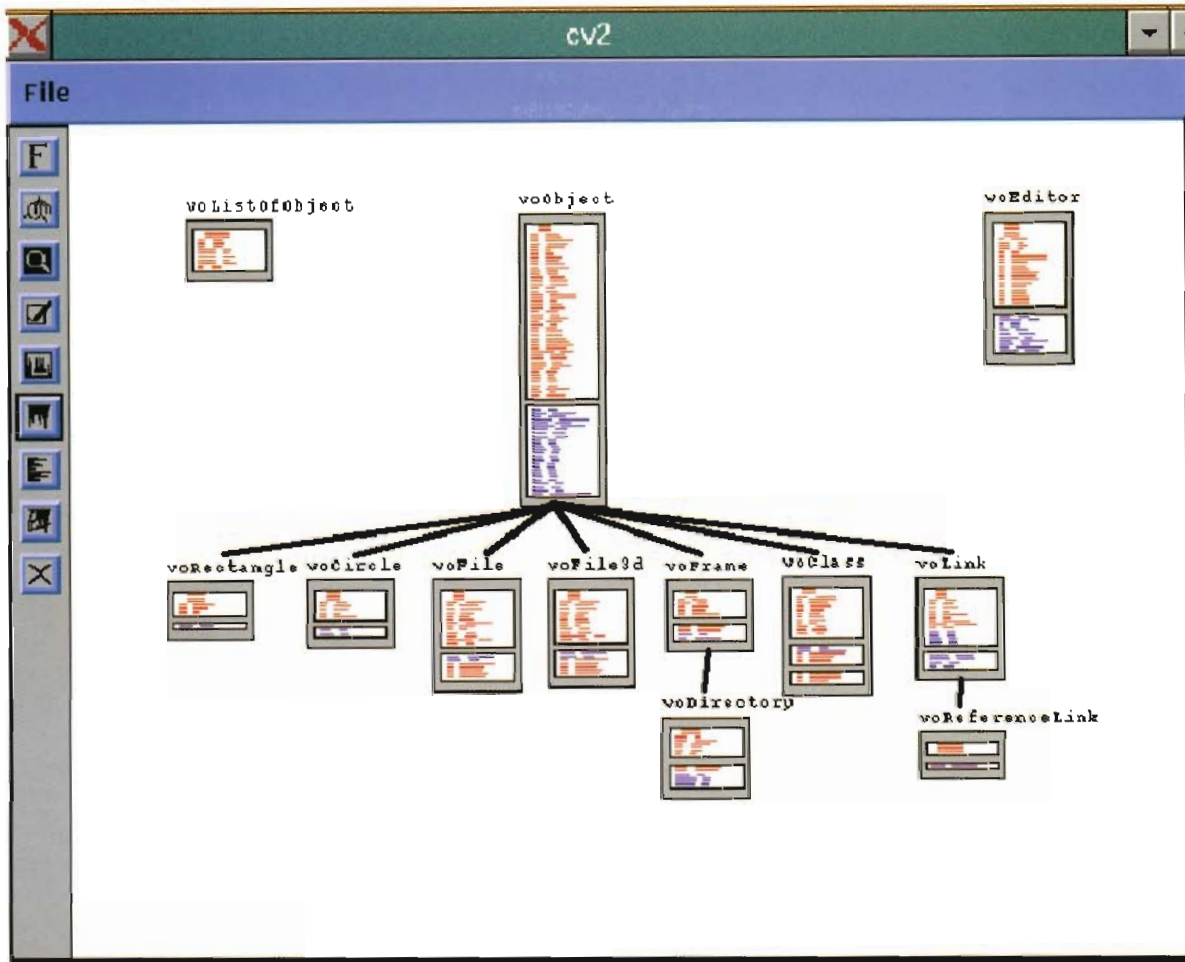 cv2
File
F
voListOfObject
voObject
voEditor
voRectangle
voCircle
voFile
voFile3d
voFrame
voClass
voLink
voDirectory
voReferenceLink